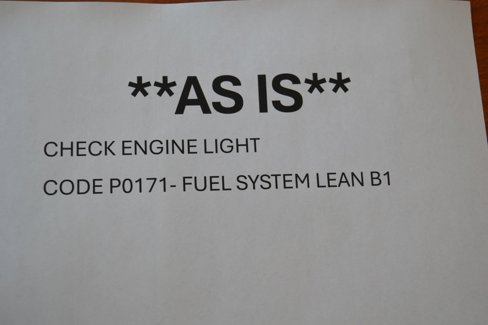 **AS IS**
CHECK ENGINE LIGHT
CODE P0171- FUEL SYSTEM LEAN B1